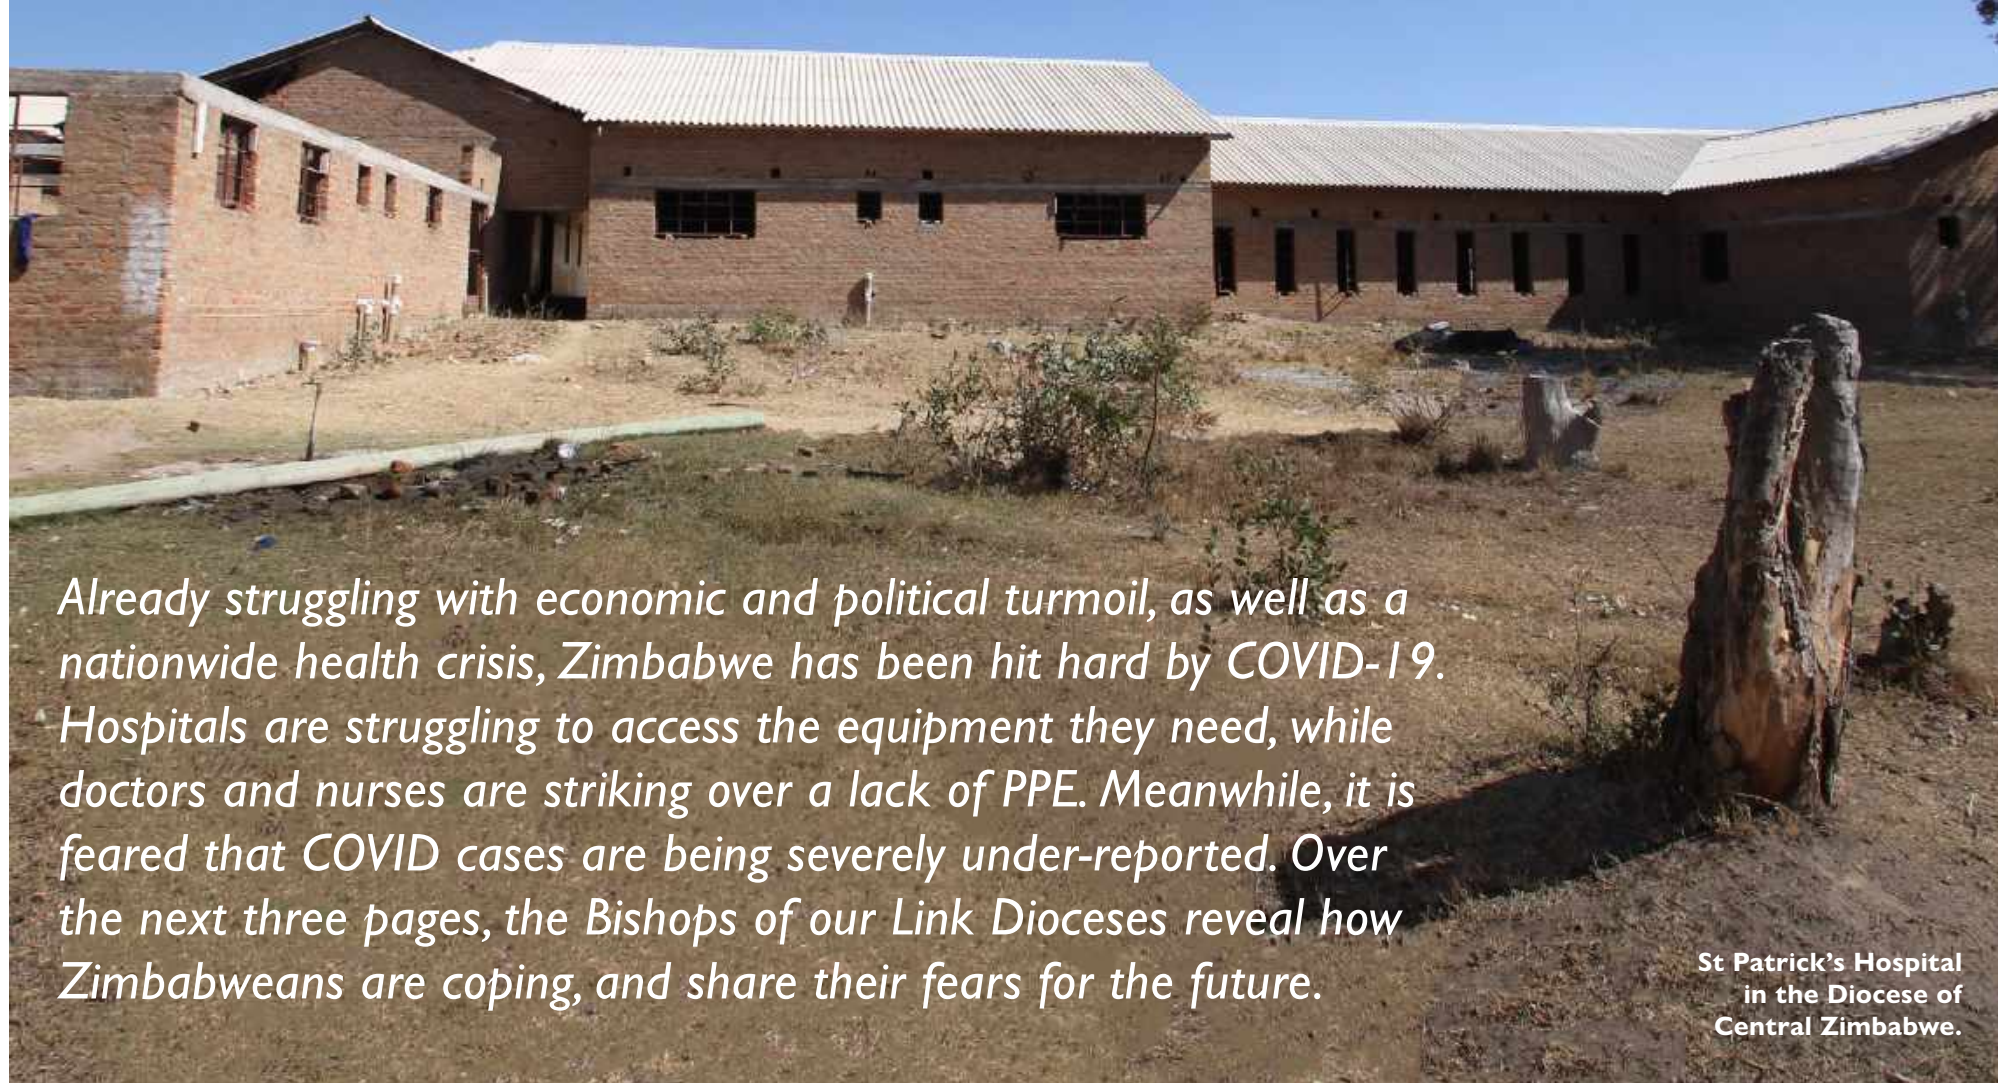 Already struggling with economic and political turmoil, as well as a
nationwide health crisis, Zimbabwe has been hit hard by COVID-19.
Hospitals are struggling to access the equipment they need, while
doctors and nurses are striking over a lack of PPE. Meanwhile, it is
feared that COVID cases are being severely under-reported. Over
the next three pages, the Bishops of our Link Dioceses reveal how
Zimbabweans are coping, and share their fears for the future.
St Patrick’s Hospital
in the Diocese of
Central Zimbabwe.